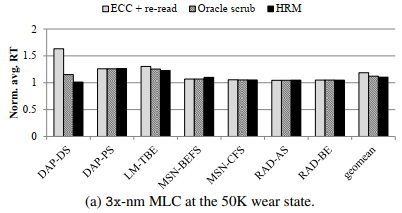 ECC + re-read Oracle scrub HRM
Norm. avg. RT
2
1.5
1
0.5
0
DAP-DS DAP-PS LM-TBE MSN-BEFS MSN-CFS RAD-AS RAD-BE geomean
(a) 3x-nm MLC at the 50K wear state.